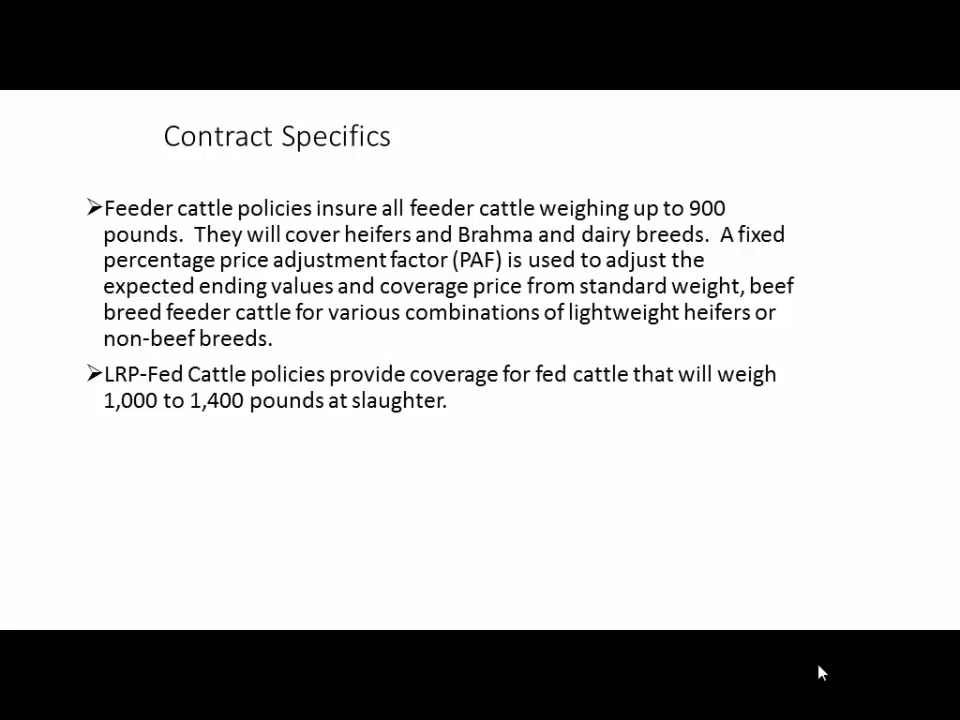 Contract Specifics
➢Feeder cattle policies insure all feeder cattle weighing up to 900
pounds.  They will cover heifers and Brahma and dairy breeds.  A fixed
percentage price adjustment factor (PAF) is used to adjust the
expected ending values and coverage price from standard weight, beef
breed feeder cattle for various combinations of lightweight heifers or
non-beef breeds.
➢LRP-Fed Cattle policies provide coverage for fed cattle that will weigh
1,000 to 1,400 pounds at slaughter.